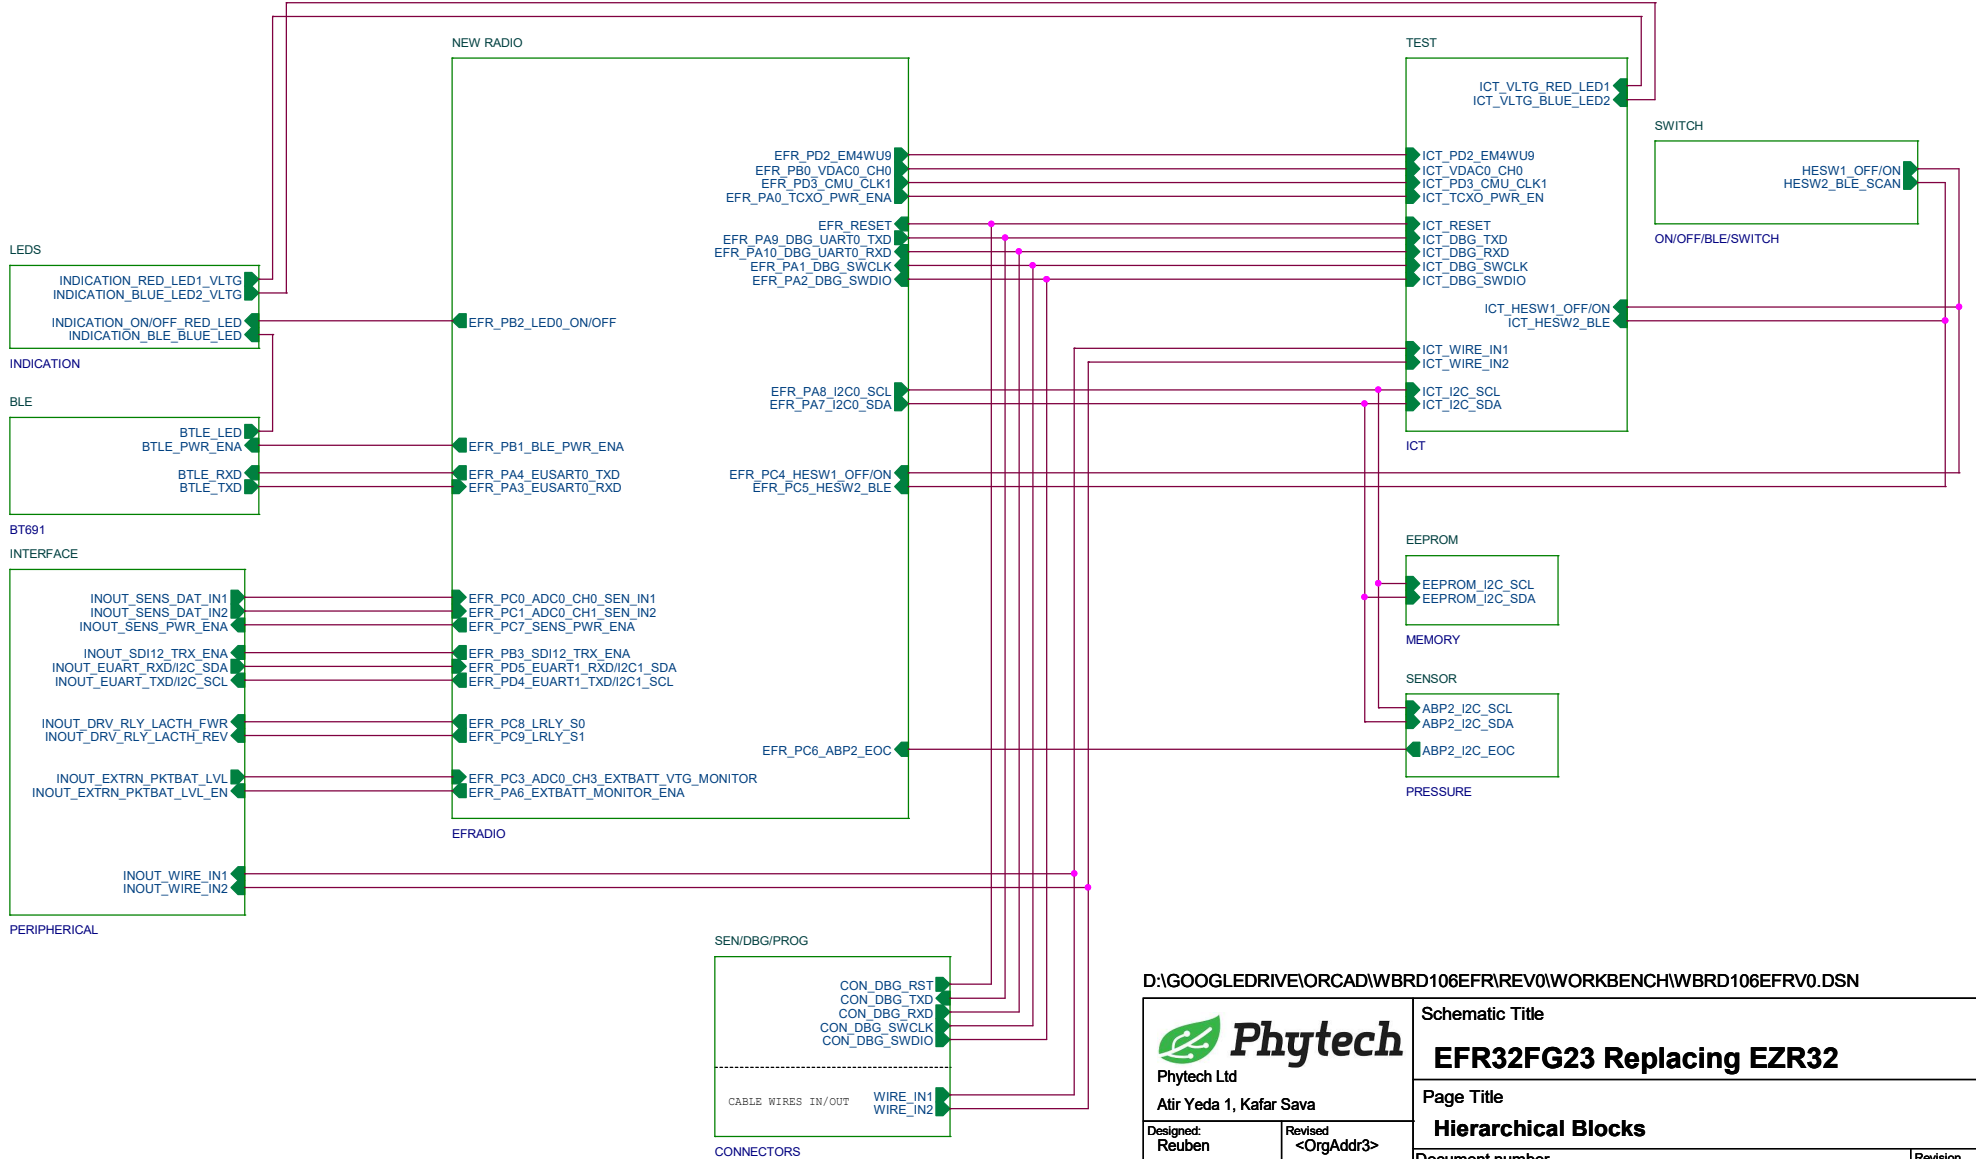 NEW RADIO
TEST
ICT_VLTG_RED_LED1
ICT_VLTG_BLUE_LED2
SWITCH
EFR_PD2_EM4WU9
EFR_PB0_VDAC0_CH0
EFR_PD3_CMU_CLK1
EFR_PA0_TCXO_PWR_ENA
ICT_PD2_EM4WU9
ICT_VDAC0_CH0
ICT_PD3_CMU_CLK1
ICT_TCXO_PWR_EN
HESW1_OFF/ON
HESW2_BLE_SCAN
ON/OFF/BLE/SWITCH
EFR_RESET
EFR_PA9_DBG_UART0_TXD
EFR_PA10_DBG_UART0_RXD
EFR_PA1_DBG_SWCLK
EFR_PA2_DBG_SWDIO
ICT_RESET
ICT_DBG_TXD
ICT_DBG_RXD
ICT_DBG_SWCLK
ICT_DBG_SWDIO
LEDS
INDICATION_RED_LED1_VLTG
INDICATION_BLUE_LED2_VLTG
INDICATION_ON/OFF_RED_LED
INDICATION_BLE_BLUE_LED
INDICATION
EFR_PB2_LED0_ON/OFF
ICT_HESW1_OFF/ON
ICT_HESW2_BLE
ICT_WIRE_IN1
ICT_WIRE_IN2
EFR_PA8_I2C0_SCL
EFR_PA7_I2C0_SDA
ICT_I2C_SCL
ICT_I2C_SDA
ICT
BLE
BTLE_LED
BTLE_PWR_ENA
BTLE_RXD
BTLE_TXD
BT691
EFR_PB1_BLE_PWR_ENA
EFR_PA4_EUSART0_TXD
EFR_PA3_EUSART0_RXD
EFR_PC4_HESW1_OFF/ON
EFR_PC5_HESW2_BLE
INTERFACE
INOUT_SENS_DAT_IN1
INOUT_SENS_DAT_IN2
INOUT_SENS_PWR_ENA
INOUT_SDI12_TRX_ENA
INOUT_EUART_RXD/I2C_SDA
INOUT_EUART_TXD/I2C_SCL
INOUT_DRV_RLY_LACTH_FWR
INOUT_DRV_RLY_LACTH_REV
INOUT_EXTRN_PKTBAT_LVL
INOUT_EXTRN_PKTBAT_LVL_EN
INOUT_WIRE_IN1
INOUT_WIRE_IN2
PERIPHERICAL
EFR_PC0_ADC0_CH0_SEN_IN1
EFR_PC1_ADC0_CH1_SEN_IN2
EFR_PC7_SENS_PWR_ENA
EFR_PB3_SDI12_TRX_ENA
EFR_PD5_EUART1_RXD/I2C1_SDA
EFR_PD4_EUART1_TXD/I2C1_SCL
EFR_PC8_LRLY_S0
EFR_PC9_LRLY_S1
EFR_PC6_ABP2_EOC
EFR_PC3_ADC0_CH3_EXTBATT_VTG_MONITOR
EFR_PA6_EXTBATT_MONITOR_ENA
EFRADIO
EEPROM
EEPROM_I2C_SCL
EEPROM_I2C_SDA
MEMORY
SENSOR
ABP2_I2C_SCL
ABP2_I2C_SDA
ABP2_I2C_EOC
PRESSURE
SEN/DBG/PROG
CON_DBG_RST
CON_DBG_TXD
CON_DBG_RXD
CON_DBG_SWCLK
CON_DBG_SWDIO
CABLE WIRES IN/OUT
WIRE_IN1
WIRE_IN2
CONNECTORS
D:\GOOGLEDRIVE\ORCAD\WBRD106EFR\REV0\WORKBENCH\WBRD106EFRV0.DSN
Phytech
Phytech Ltd
Atir Yeda 1, Kafar Sava
Designed:
Reuben
Revised
<OrgAddr3>
Schematic Title
EFR32FG23 Replacing EZR32
Page Title
Hierarchical Blocks
Document number
Revision